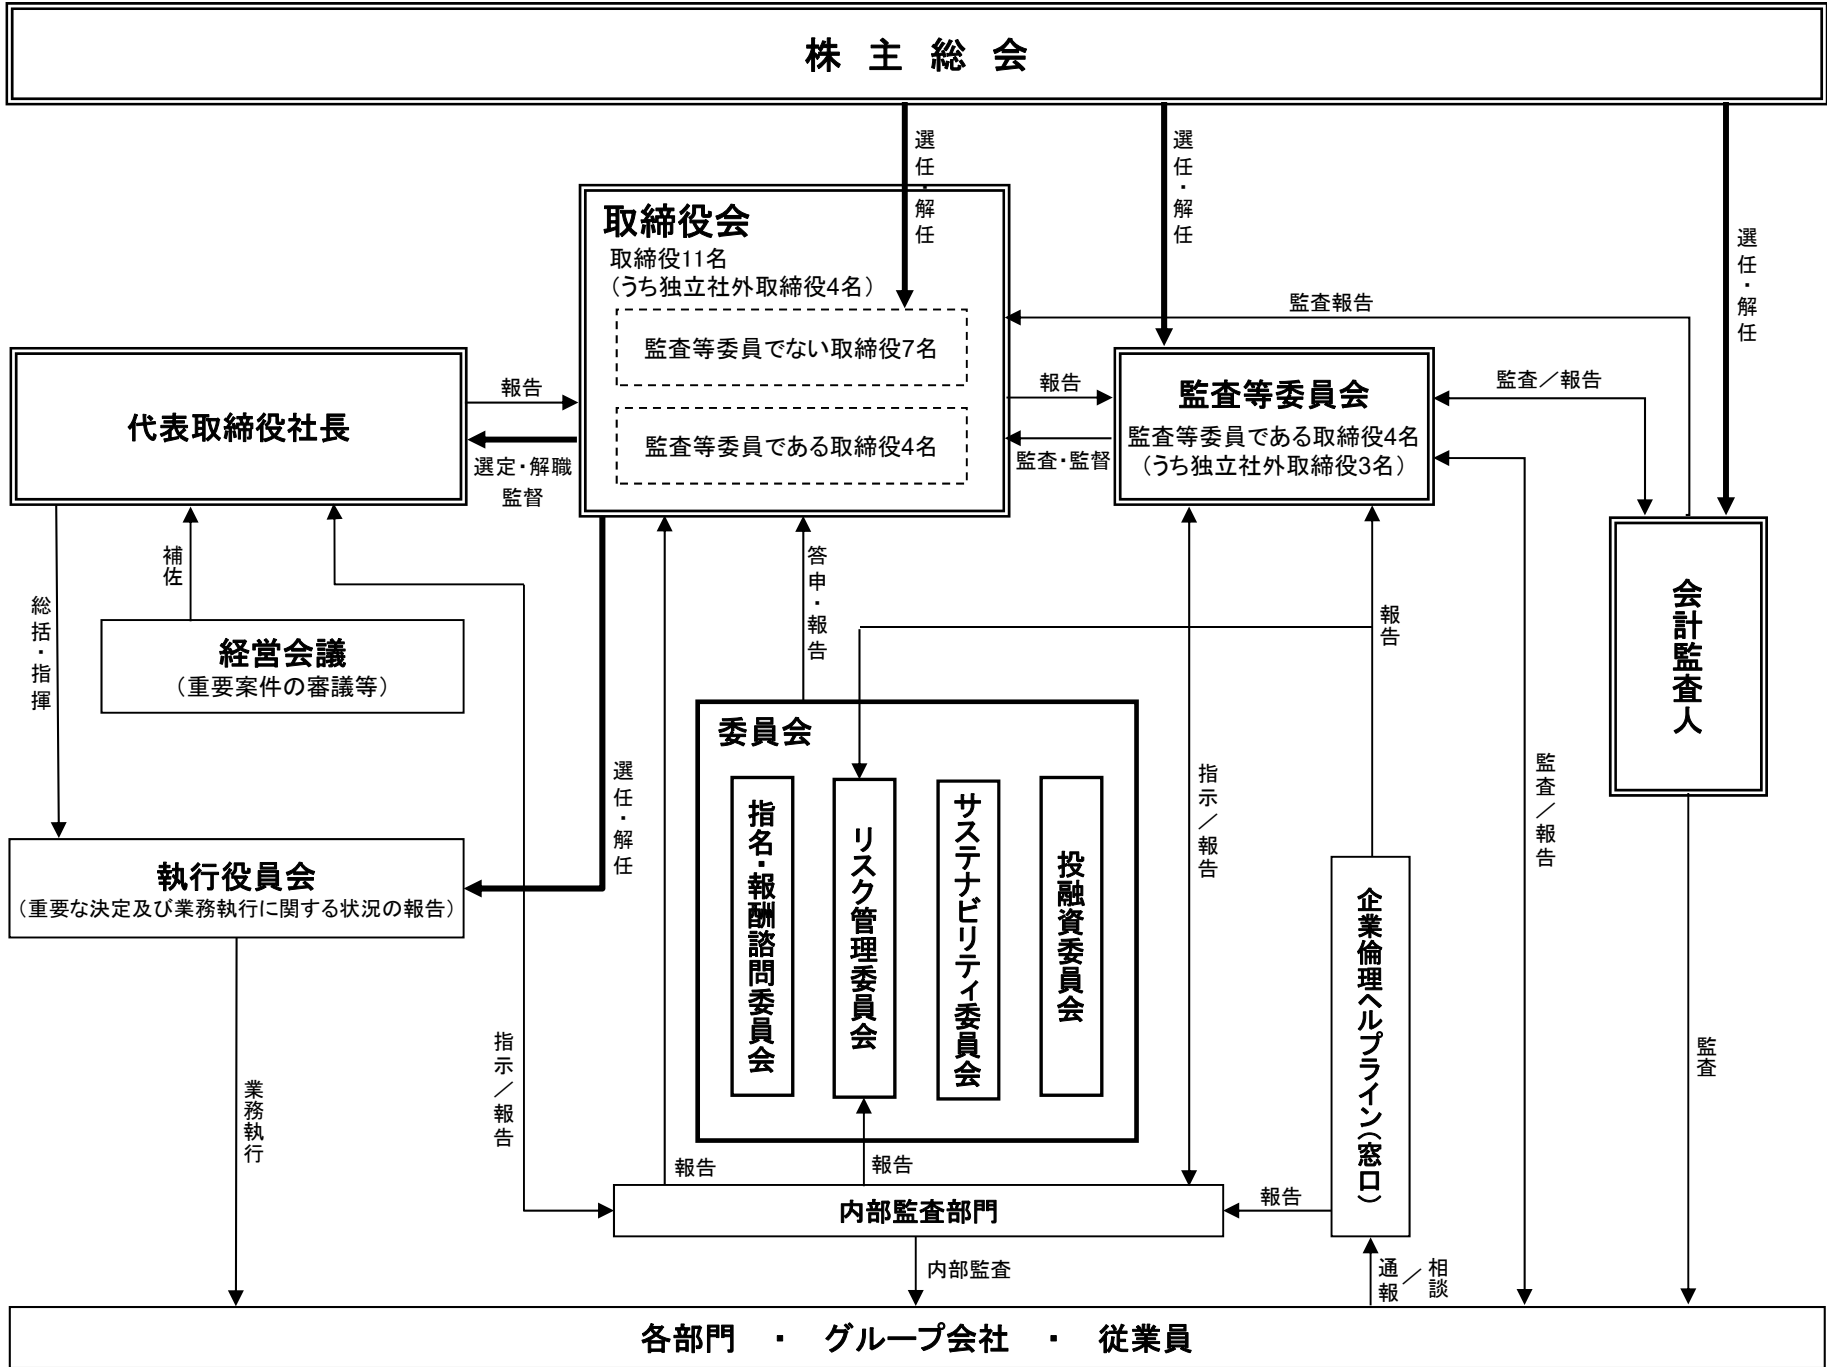 株　主　総　会
選任・解任
選任・解任
選任・解任
取締役会
取締役11名
（うち独立社外取締役4名）
監査等委員でない取締役7名
監査等委員である取締役4名
監査報告
代表取締役社長
報告
選定・解職
監督
報告
監査・監督
監査等委員会
監査等委員である取締役4名
（うち独立社外取締役3名）
監査／報告
補佐
総括・指揮
経営会議
（重要案件の審議等）
答申・報告
報告
会計監査人
委員会
指名・報酬諮問委員会
リスク管理委員会
サステナビリティ委員会
投融資委員会
選任・解任
指示／報告
監査／報告
執行役員会
（重要な決定及び業務執行に関する状況の報告）
企業倫理ヘルプライン（窓口）
業務執行
指示／報告
監査
報告
報告
内部監査部門
報告
内部監査
通報／相談
各部門　・　グループ会社　・　従業員